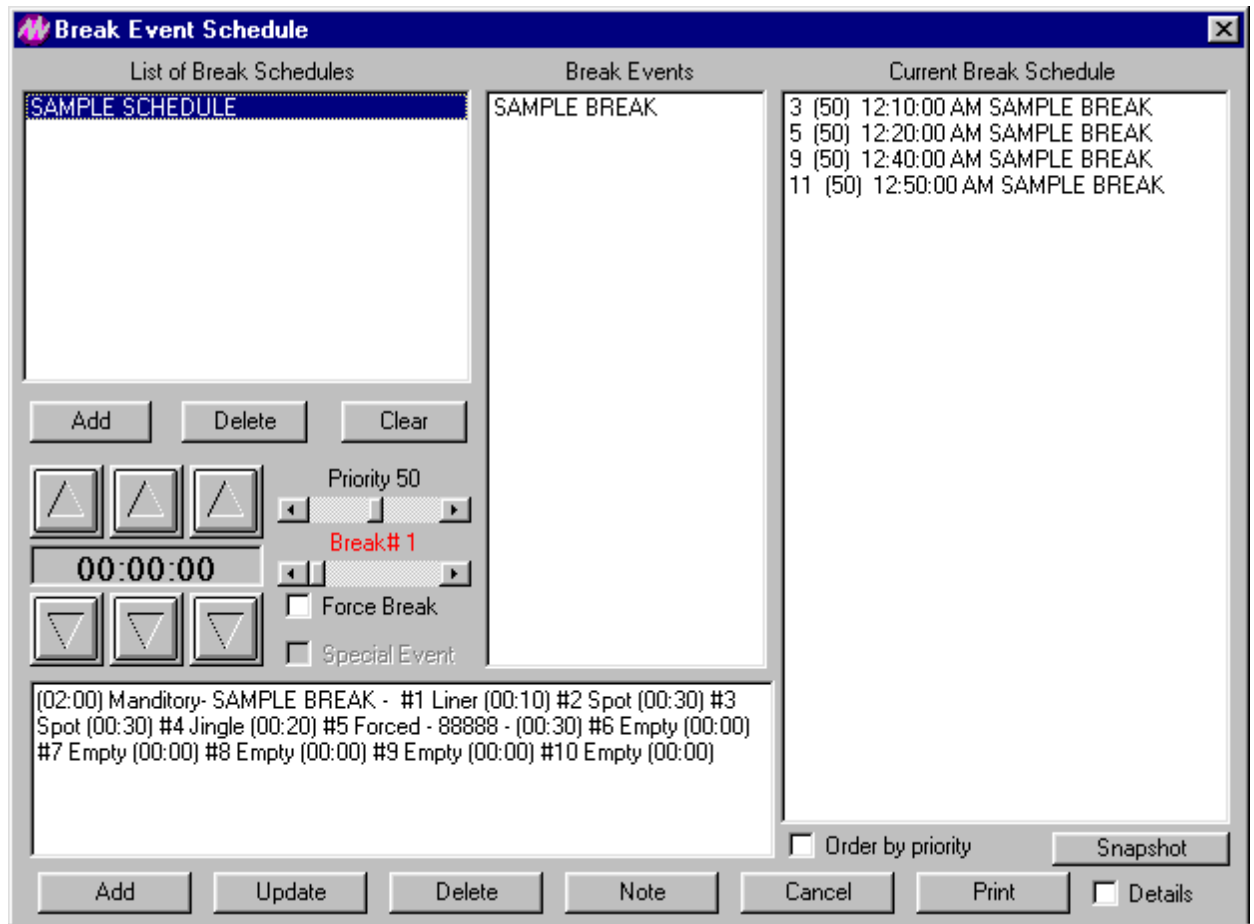 Break Event Schedule
List of Break Schedules
Break Events
Current Break Schedule
SAMPLE SCHEDULE
SAMPLE BREAK
3 (50) 12:10:00 AM SAMPLE BREAK
5 (50) 12:20:00 AM SAMPLE BREAK
9 (50) 12:40:00 AM SAMPLE BREAK
11 (50) 12:50:00 AM SAMPLE BREAK
Add
Delete
Clear
Priority 50
Break# 1
00:00:00
Force Break
Special Event
(02:00) Manditory- SAMPLE BREAK - #1 Liner (00:10) #2 Spot (00:30) #3
Spot (00:30) #4 Jingle (00:20) #5 Forced - 88888 - (00:30) #6 Empty (00:00)
#7 Empty (00:00) #8 Empty (00:00) #9 Empty (00:00) #10 Empty (00:00)
Order by priority
Snapshot
Add
Update
Delete
Note
Cancel
Print
Details